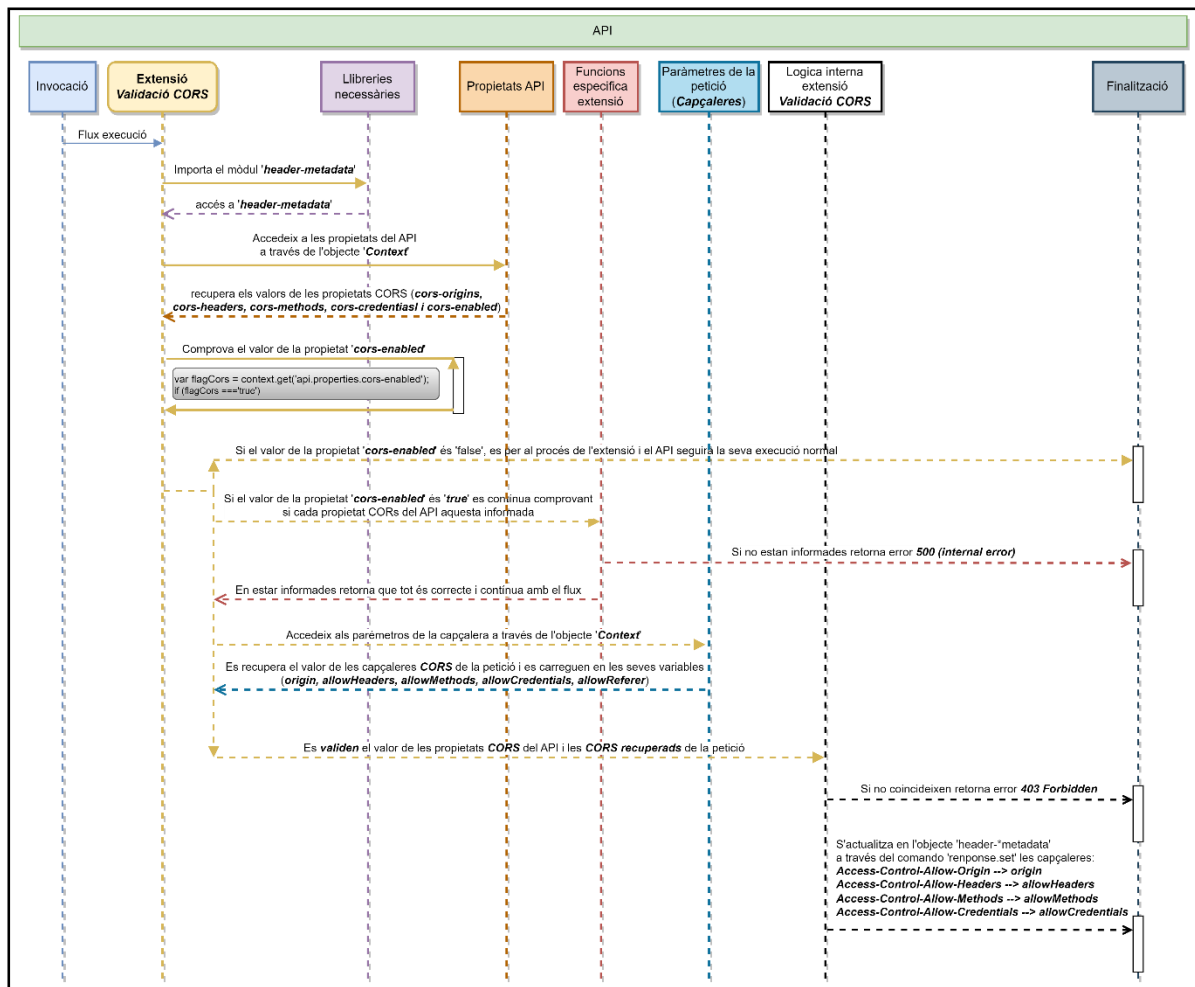 API
Invocació
Extensió
Validació CORS
Llibreries
necessàries
Propietats API
Funcions
especifica
extensió
Paràmetres de la
petició
(Capçaleres)
Logica interna
extensió
Validació CORS
Finalització
Flux execució
Importa el mòdul 'header-metadata'
accés a 'header-metadata'
Accedeix a les propietats del API
a través de l'objecte 'Context'
recupera els valors de les propietats CORS (cors-origins,
cors-headers, cors-methods, cors-credentiasl i cors-enabled)
Comprova el valor de la propietat 'cors-enabled'
var flagCors = context.get('api.properties.cors-enabled');
if (flagCors ==='true')
Si el valor de la propietat 'cors-enabled' és 'false', es per al procés de l'extensió i el API seguirà la seva execució normal
Si el valor de la propietat 'cors-enabled' és 'true' es continua comprovant
si cada propietat CORs del API aquesta informada
Si no estan informades retorna error 500 (internal error)
En estar informades retorna que tot és correcte i contínua amb el flux
Accedeix als parèmetros de la capçalera a través de l'objecte 'Context'
Es recupera el valor de les capçaleres CORS de la petició i es carreguen en les seves variables
(origin, allowHeaders, allowMethods, allowCredentials, allowReferer)
Es validen el valor de les propietats CORS del API i les CORS recuperads de la petició
Si no coincideixen retorna error 403 Forbidden
S'actualitza en l'objecte 'header-*metadata'
a través del comando 'renponse.set' les capçaleres:
Access-Control-Allow-Origin --> origin
Access-Control-Allow-Headers --> allowHeaders
Access-Control-Allow-Methods --> allowMethods
Access-Control-Allow-Credentials --> allowCredentials